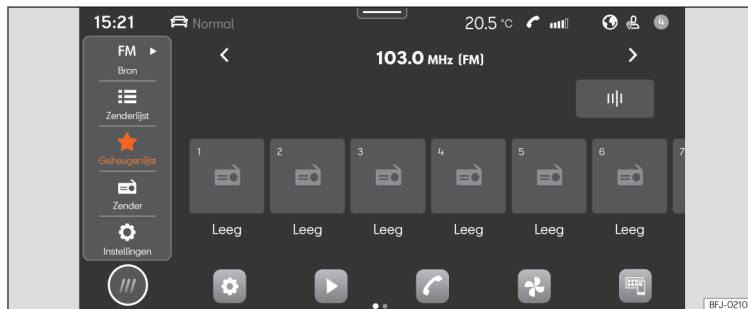 15:21 Normal 20.5 °C 4
FM
Bron
Zenderlijst
Geheugenlijst
Zender
Instellingen
103.0 MHz (FM)
1 2 3 4 5 6 7
Leeg Leeg Leeg Leeg Leeg Leeg
BFJ-0210